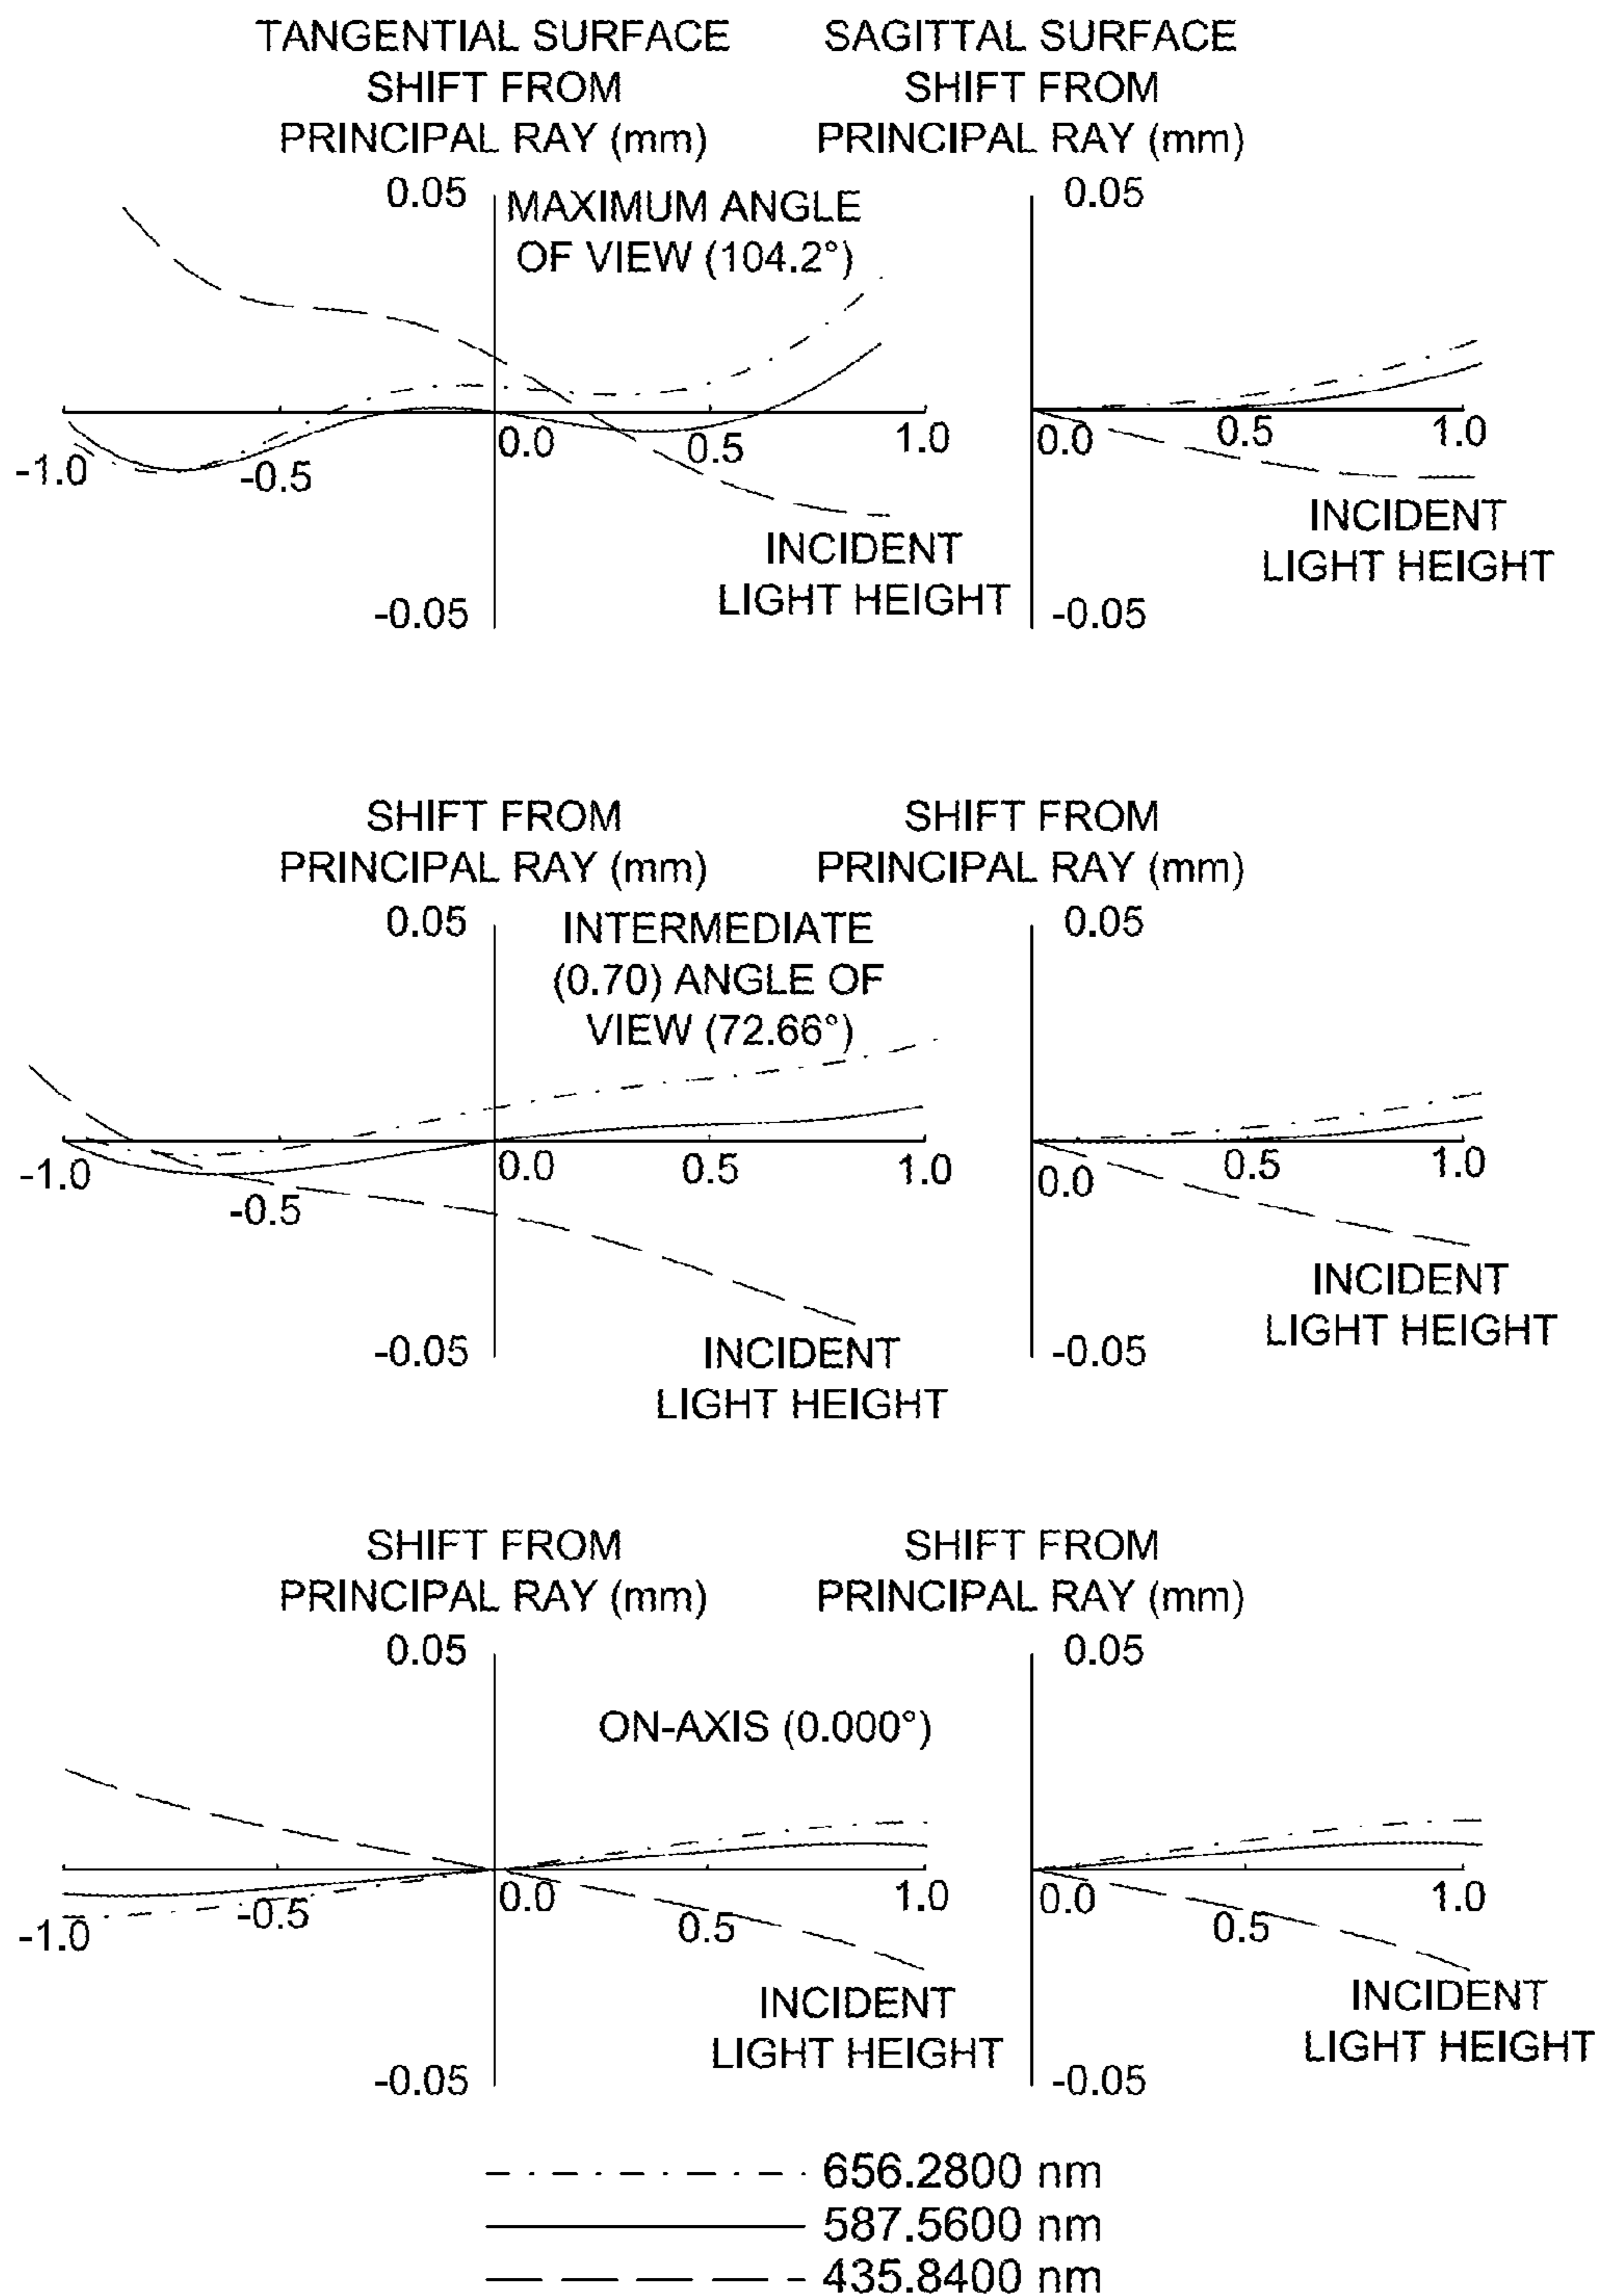 TANGENTIAL SURFACE
SHIFT FROM
PRINCIPAL RAY (mm)
SAGITTAL SURFACE
SHIFT FROM
PRINCIPAL RAY (mm)
0.05
MAXIMUM ANGLE
OF VIEW (104.2°)
-1.0
-0.5
0.0
0.5
1.0
INCIDENT
LIGHT HEIGHT
-0.05
0.05
0.0
0.5
1.0
INCIDENT
LIGHT HEIGHT
-0.05
SHIFT FROM
PRINCIPAL RAY (mm)
SHIFT FROM
PRINCIPAL RAY (mm)
0.05
INTERMEDIATE
(0.70) ANGLE OF
VIEW (72.66°)
-1.0
-0.5
0.0
0.5
1.0
-0.05
INCIDENT
LIGHT HEIGHT
0.05
0.0
0.5
1.0
INCIDENT
LIGHT HEIGHT
-0.05
SHIFT FROM
PRINCIPAL RAY (mm)
SHIFT FROM
PRINCIPAL RAY (mm)
0.05
ON-AXIS (0.000°)
-1.0
-0.5
0.0
0.5
1.0
INCIDENT
LIGHT HEIGHT
-0.05
0.05
0.0
0.5
1.0
INCIDENT
LIGHT HEIGHT
-0.05
656.2800 nm
587.5600 nm
435.8400 nm